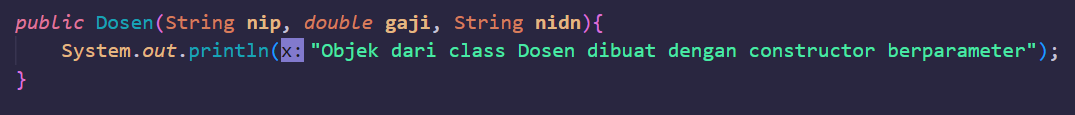 public Dosen(String nip, double gaji, String nidn){
System.out.println(x: "Objek dari class Dosen dibuat dengan constructor berparameter");
}